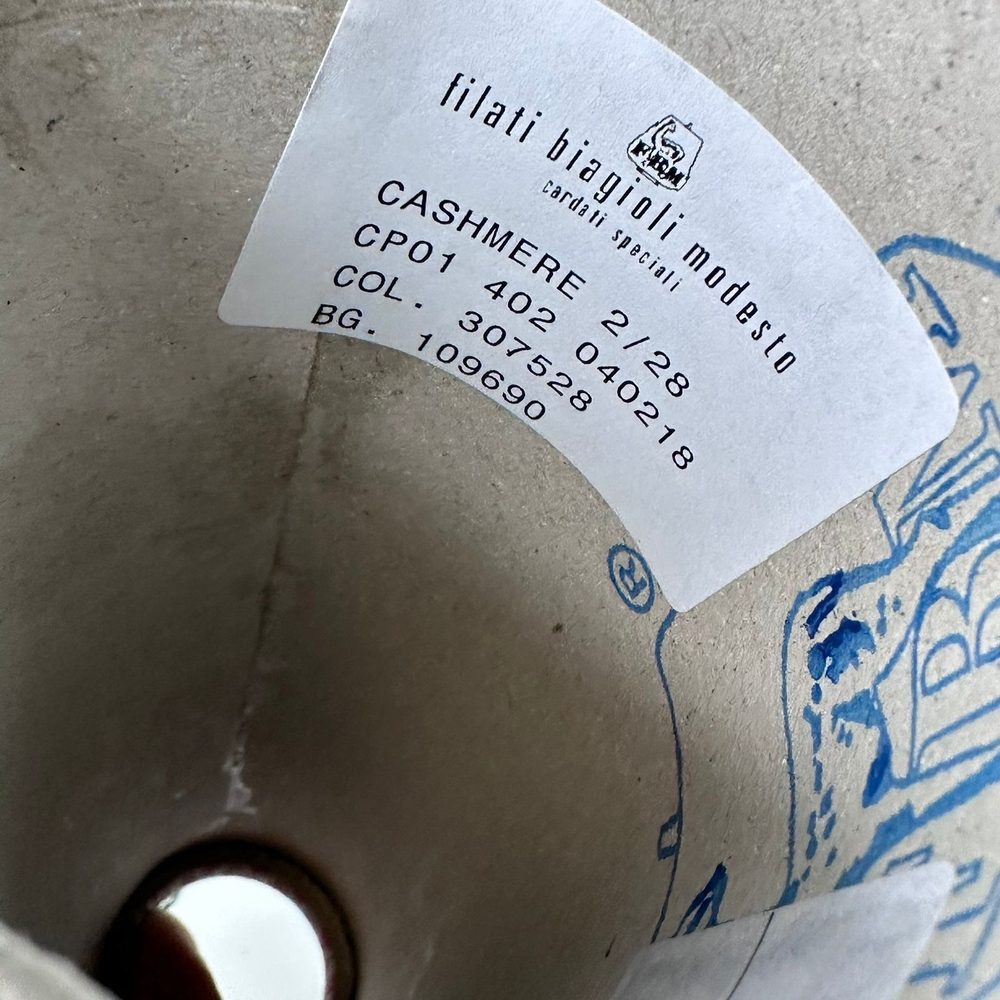 filati biagioli modesto
FBM
cardati speciali
CASHMERE 2/28
CP01 402 040218
COL. 307528
BG. 109690
®